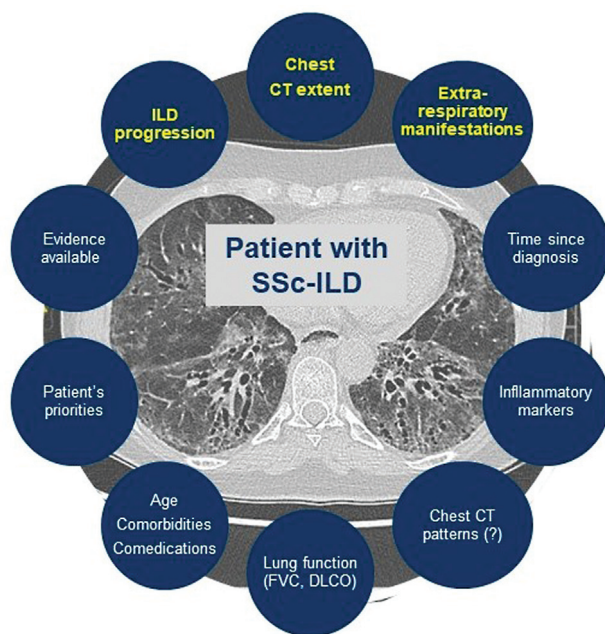 Chest
CT extent
Extra-
respiratory
manifestations
Time since
diagnosis
Inflammatory
markers
Chest CT
patterns (?)
Lung function
(FVC, DLCO)
Age
Comorbidities
Comedications
Patient's
priorities
Evidence
available
ILD
progression
Patient with
SSc-ILD